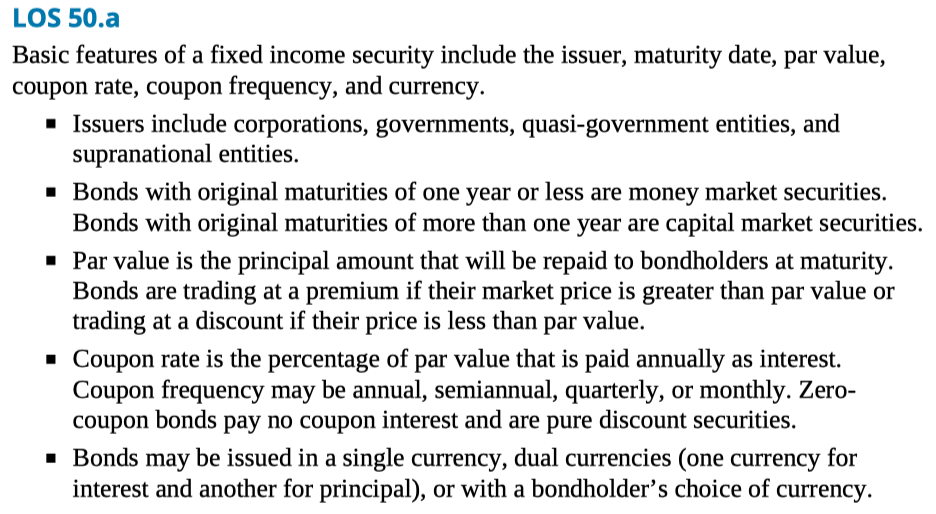 LOS 50.a
Basic features of a fixed income security include the issuer, maturity date, par value,
coupon rate, coupon frequency, and currency.
▪ Issuers include corporations, governments, quasi-government entities, and
supranational entities.
▪ Bonds with original maturities of one year or less are money market securities.
Bonds with original maturities of more than one year are capital market securities.
▪ Par value is the principal amount that will be repaid to bondholders at maturity.
Bonds are trading at a premium if their market price is greater than par value or
trading at a discount if their price is less than par value.
▪ Coupon rate is the percentage of par value that is paid annually as interest.
Coupon frequency may be annual, semiannual, quarterly, or monthly. Zero-
coupon bonds pay no coupon interest and are pure discount securities.
▪ Bonds may be issued in a single currency, dual currencies (one currency for
interest and another for principal), or with a bondholder’s choice of currency.